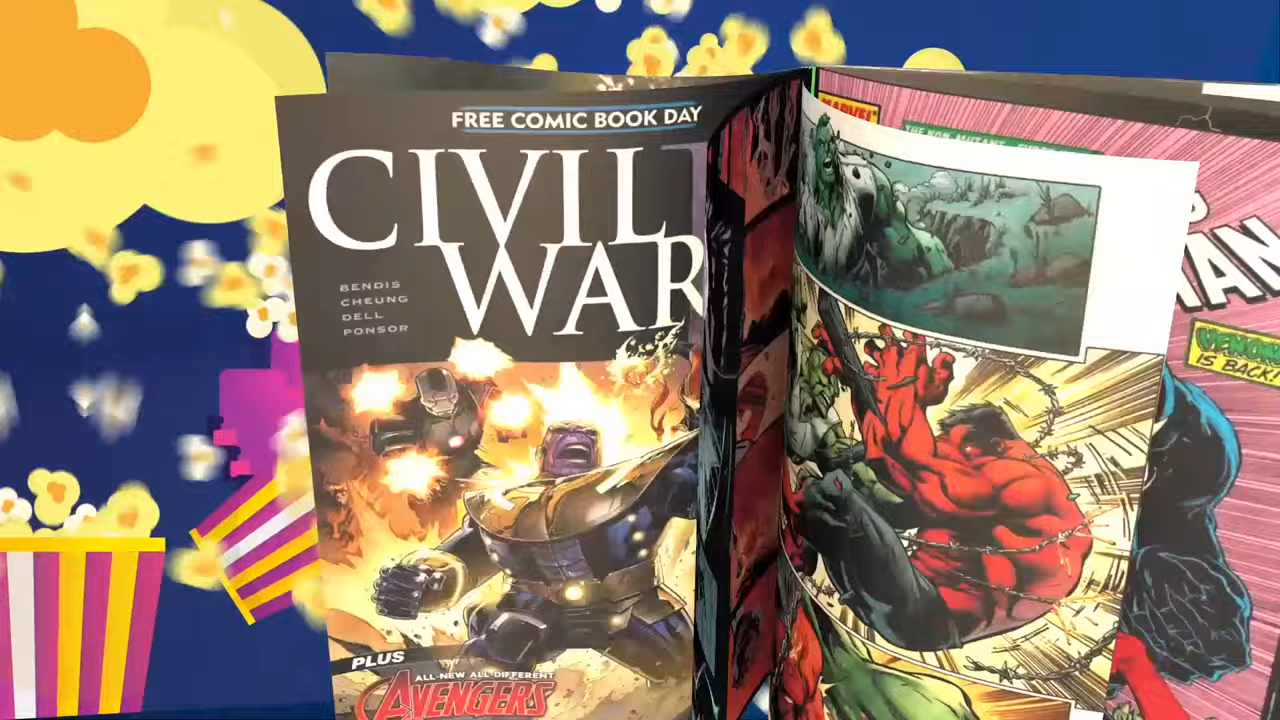 FREE COMIC BOOK DAY
CIVIL
WAR
BENDIS
CHEUNG
DELL
PONSOR
PLUS
ALL-NEW ALL-DIFFERENT
AVENGERS
MARVEL
VENOM
IS BACK!